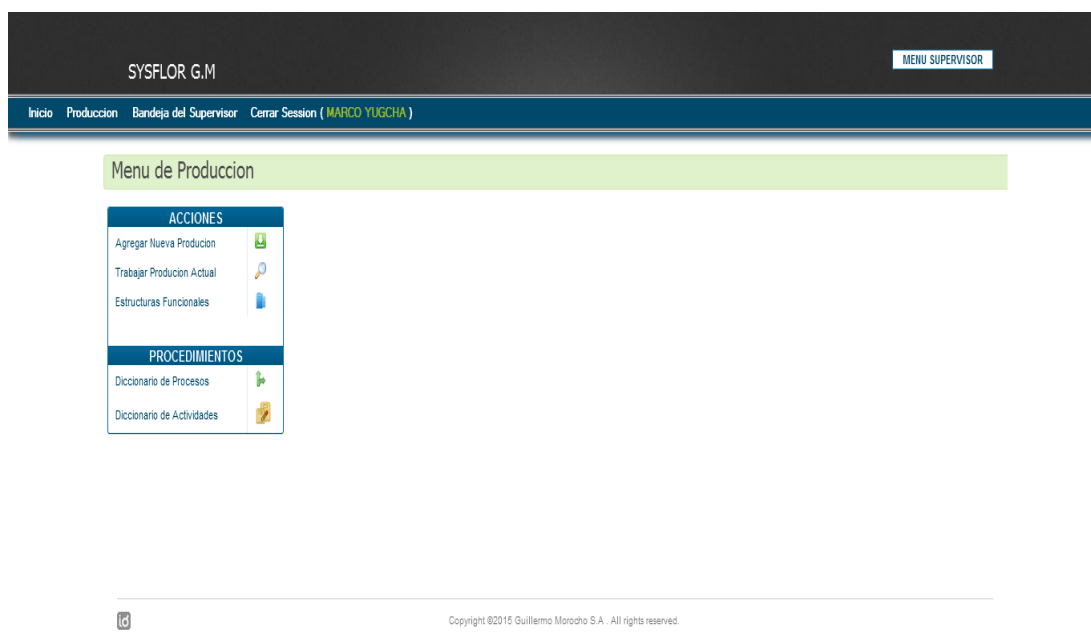 SYSFLOR G.M
MENU SUPERVISOR
Inicio Produccion Bandeja del Supervisor Cerrar Session ( MARCO YUGCHA )
Menu de Produccion
ACCIONES
Agregar Nueva Producion
Trabajar Producion Actual
Estructuras Funcionales
PROCEDIMIENTOS
Diccionario de Procesos
Diccionario de Actividades
id
Copyright ©2015 Guillermo Morocho S.A . All rights reserved.